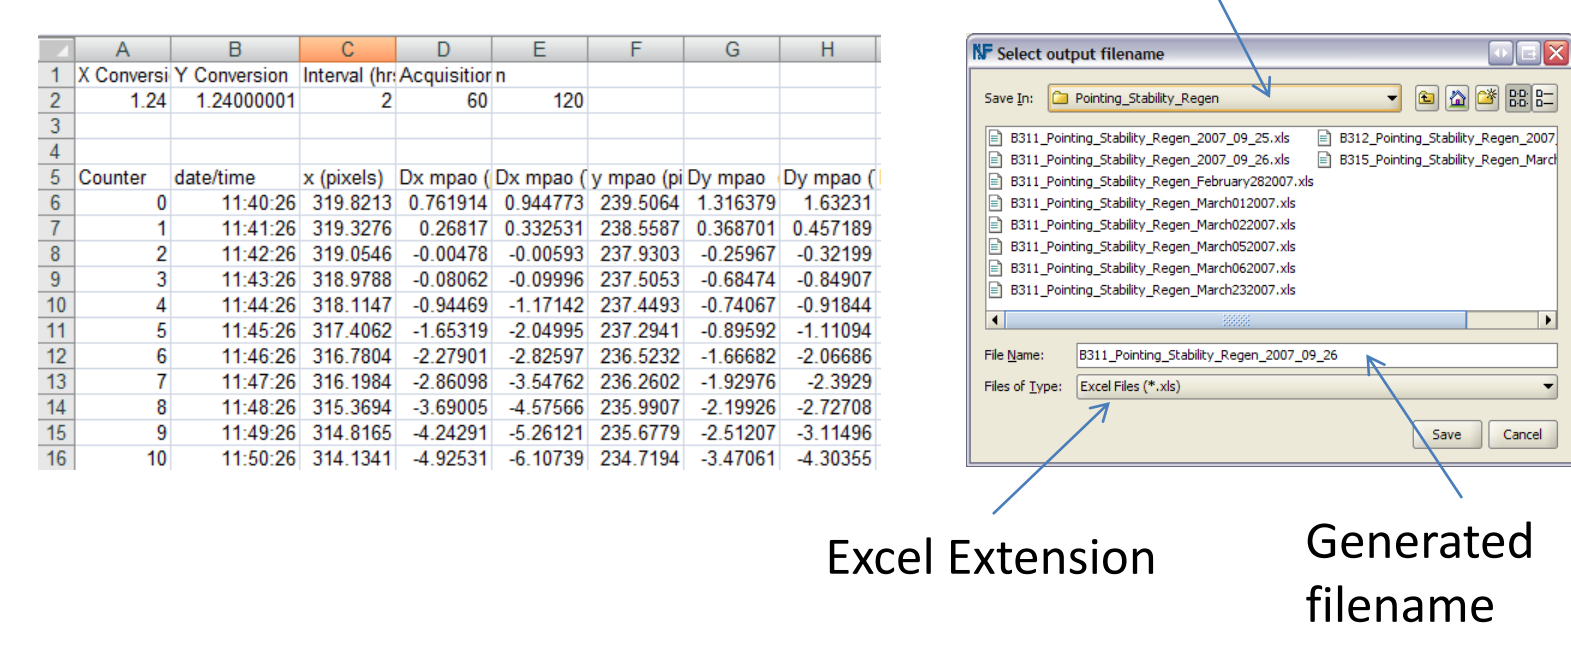 A B C D E F G H
1 X Conversi Y Conversion Interval (hrs Acquisition n
2 1.24 1.24000001 2 60 120
3
4
5 Counter date/time x (pixels) Dx mpao ( Dx mpao ( y mpao (pi Dy mpao Dy mpao (
6 0 11:40:26 319.8213 0.761914 0.944773 239.5064 1.316379 1.63231
7 1 11:41:26 319.3276 0.26817 0.332531 238.5587 0.368701 0.457189
8 2 11:42:26 319.0546 -0.00478 -0.00593 237.9303 -0.25967 -0.32199
9 3 11:43:26 318.9788 -0.08062 -0.09996 237.5053 -0.68474 -0.84907
10 4 11:44:26 318.1147 -0.94469 -1.17142 237.4493 -0.74067 -0.91844
11 5 11:45:26 317.4062 -1.65319 -2.04995 237.2941 -0.89592 -1.11094
12 6 11:46:26 316.7804 -2.27901 -2.82597 236.5232 -1.66682 -2.06686
13 7 11:47:26 316.1984 -2.86098 -3.54762 236.2602 -1.92976 -2.3929
14 8 11:48:26 315.3694 -3.69005 -4.57566 235.9907 -2.19926 -2.72708
15 9 11:49:26 314.8165 -4.24291 -5.26121 235.6779 -2.51207 -3.11496
16 10 11:50:26 314.1341 -4.92531 -6.10739 234.7194 -3.47061 -4.30355
NF Select output filename
Save In: Pointing_Stability_Regen
B311_Pointing_Stability_Regen_2007_09_25.xls B312_Pointing_Stability_Regen_2007_
B311_Pointing_Stability_Regen_2007_09_26.xls B315_Pointing_Stability_Regen_March
B311_Pointing_Stability_Regen_February282007.xls
B311_Pointing_Stability_Regen_March012007.xls
B311_Pointing_Stability_Regen_March022007.xls
B311_Pointing_Stability_Regen_March052007.xls
B311_Pointing_Stability_Regen_March062007.xls
B311_Pointing_Stability_Regen_March232007.xls
File Name: B311_Pointing_Stability_Regen_2007_09_26
Files of Type: Excel Files (*.xls)
Save Cancel
Excel Extension
Generated
filename